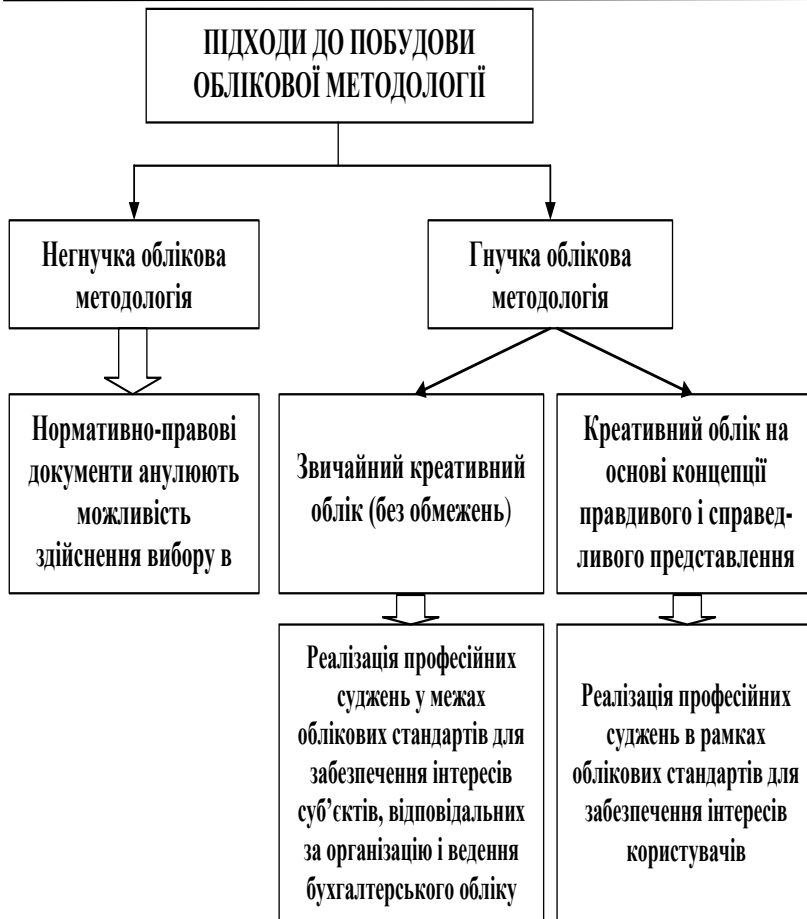 ПІДХОДИ ДО ПОБУДОВИ
ОБЛІКОВОЇ МЕТОДОЛОГІЇ
Негнучка облікова
методологія
Гнучка облікова
методологія
Нормативно-правові
документи анулюють
можливість
здійснення вибору в
Звичайний креативний
облік (без обмежень)
Креативний облік на
основі концепції
правдивого і справед-
ливого представлення
Реалізація професійних
суджень у межах
облікових стандартів для
забезпечення інтересів
суб’єктів, відповідальних
за організацію і ведення
бухгалтерського обліку
Реалізація професійних
суджень в рамках
облікових стандартів для
забезпечення інтересів
користувачів